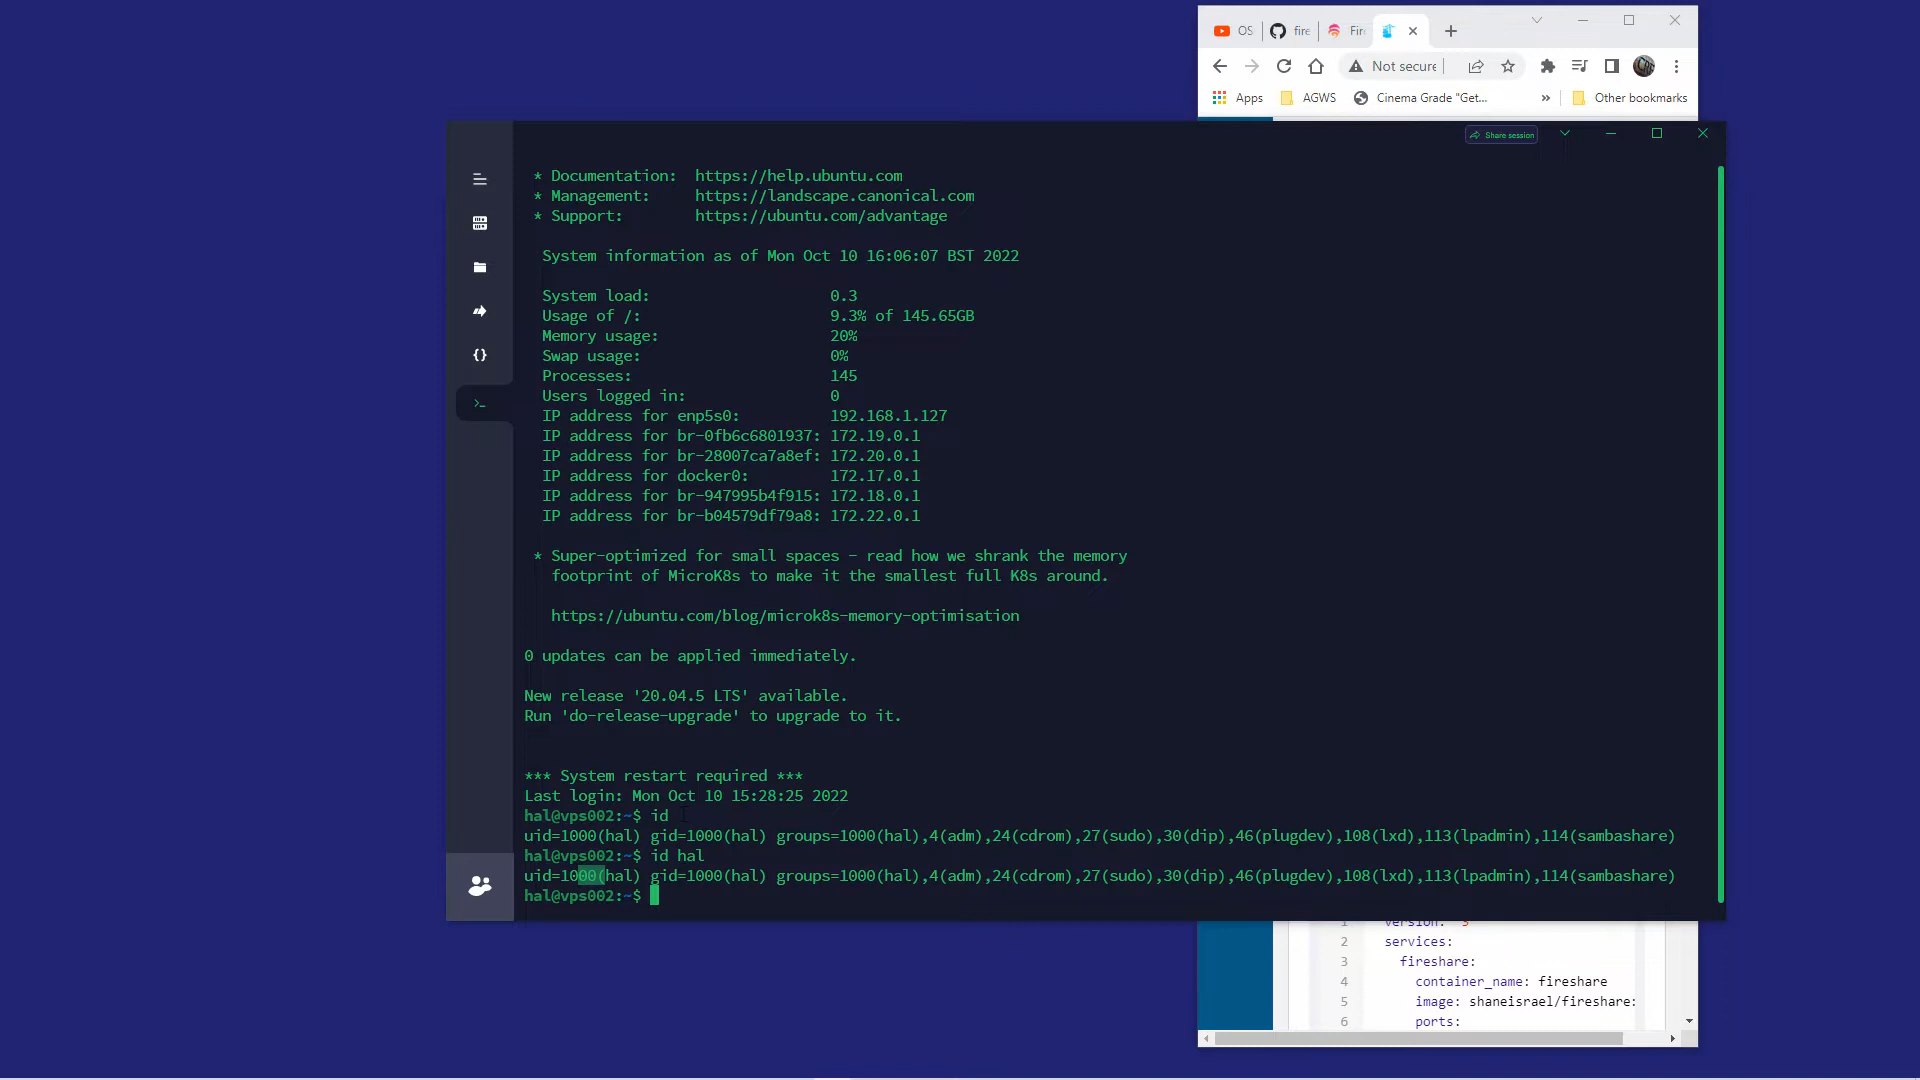 OS
fire
Fire
Not secure
Apps
AGWS
Cinema Grade "Get...
»
Other bookmarks
Share session
* Documentation:  https://help.ubuntu.com
* Management:     https://landscape.canonical.com
* Support:        https://ubuntu.com/advantage
System information as of Mon Oct 10 16:06:07 BST 2022
System load:                    0.3
Usage of /:                     9.3% of 145.65GB
Memory usage:                   20%
Swap usage:                     0%
Processes:                      145
Users logged in:                0
IP address for enp5s0:          192.168.1.127
IP address for br-0fb6c6801937: 172.19.0.1
IP address for br-28007ca7a8ef: 172.20.0.1
IP address for docker0:         172.17.0.1
IP address for br-947995b4f915: 172.18.0.1
IP address for br-b04579df79a8: 172.22.0.1
* Super-optimized for small spaces - read how we shrank the memory
footprint of MicroK8s to make it the smallest full K8s around.
https://ubuntu.com/blog/microk8s-memory-optimisation
0 updates can be applied immediately.
New release '20.04.5 LTS' available.
Run 'do-release-upgrade' to upgrade to it.
*** System restart required ***
Last login: Mon Oct 10 15:28:25 2022
hal@vps002:~$ id
uid=1000(hal) gid=1000(hal) groups=1000(hal),4(adm),24(cdrom),27(sudo),30(dip),46(plugdev),108(lxd),113(lpadmin),114(sambashare)
hal@vps002:~$ id hal
uid=1000(hal) gid=1000(hal) groups=1000(hal),4(adm),24(cdrom),27(sudo),30(dip),46(plugdev),108(lxd),113(lpadmin),114(sambashare)
hal@vps002:~$
1 version: "3"
2 services:
3 fireshare:
4 container_name: fireshare
5 image: shaneisrael/fireshare:
6 ports: